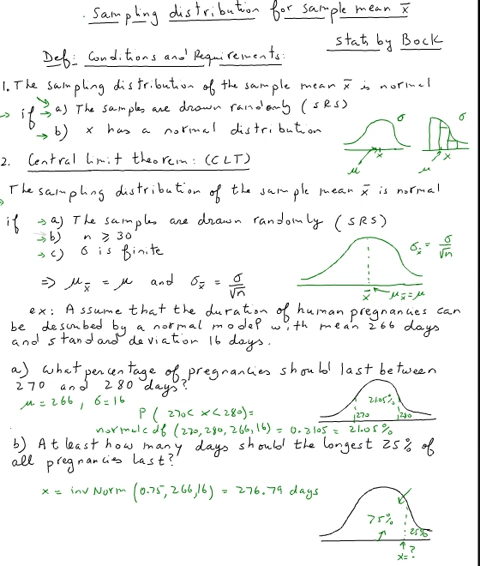 . Sampling distribution for sample mean x̄
stats by Bock
Def: Conditions and Requirements:
1. The sampling distribution of the sample mean x̄ is normal
if → a) The samples are drawn randomly (SRS)
→ b) x has a normal distribution
σ
σ
μ x
μ x
2. Central limit theorem: (CLT)
The sampling distribution of the sample mean x̄ is normal
if → a) The samples are drawn randomly (SRS)
→ b) n ≥ 30
→ c) σ is finite
σx̄ = σ/√n
⇒ μx̄ = μ and σx̄ = σ/√n
x̄ μx̄ = μ
ex: Assume that the duration of human pregnancies can
be described by a normal model with mean 266 days
and standard deviation 16 days.
a) what percentage of pregnancies should last between
270 and 280 days?
μ = 266, σ = 16
21.05%
270 280
P(270 < x < 280) =
normalcdf (270, 280, 266, 16) = 0.2105 = 21.05%
b) At least how many days should the longest 25% of
all pregnancies last?
x = invNorm (0.75, 266, 16) = 276.79 days
75% 25%
x = ?